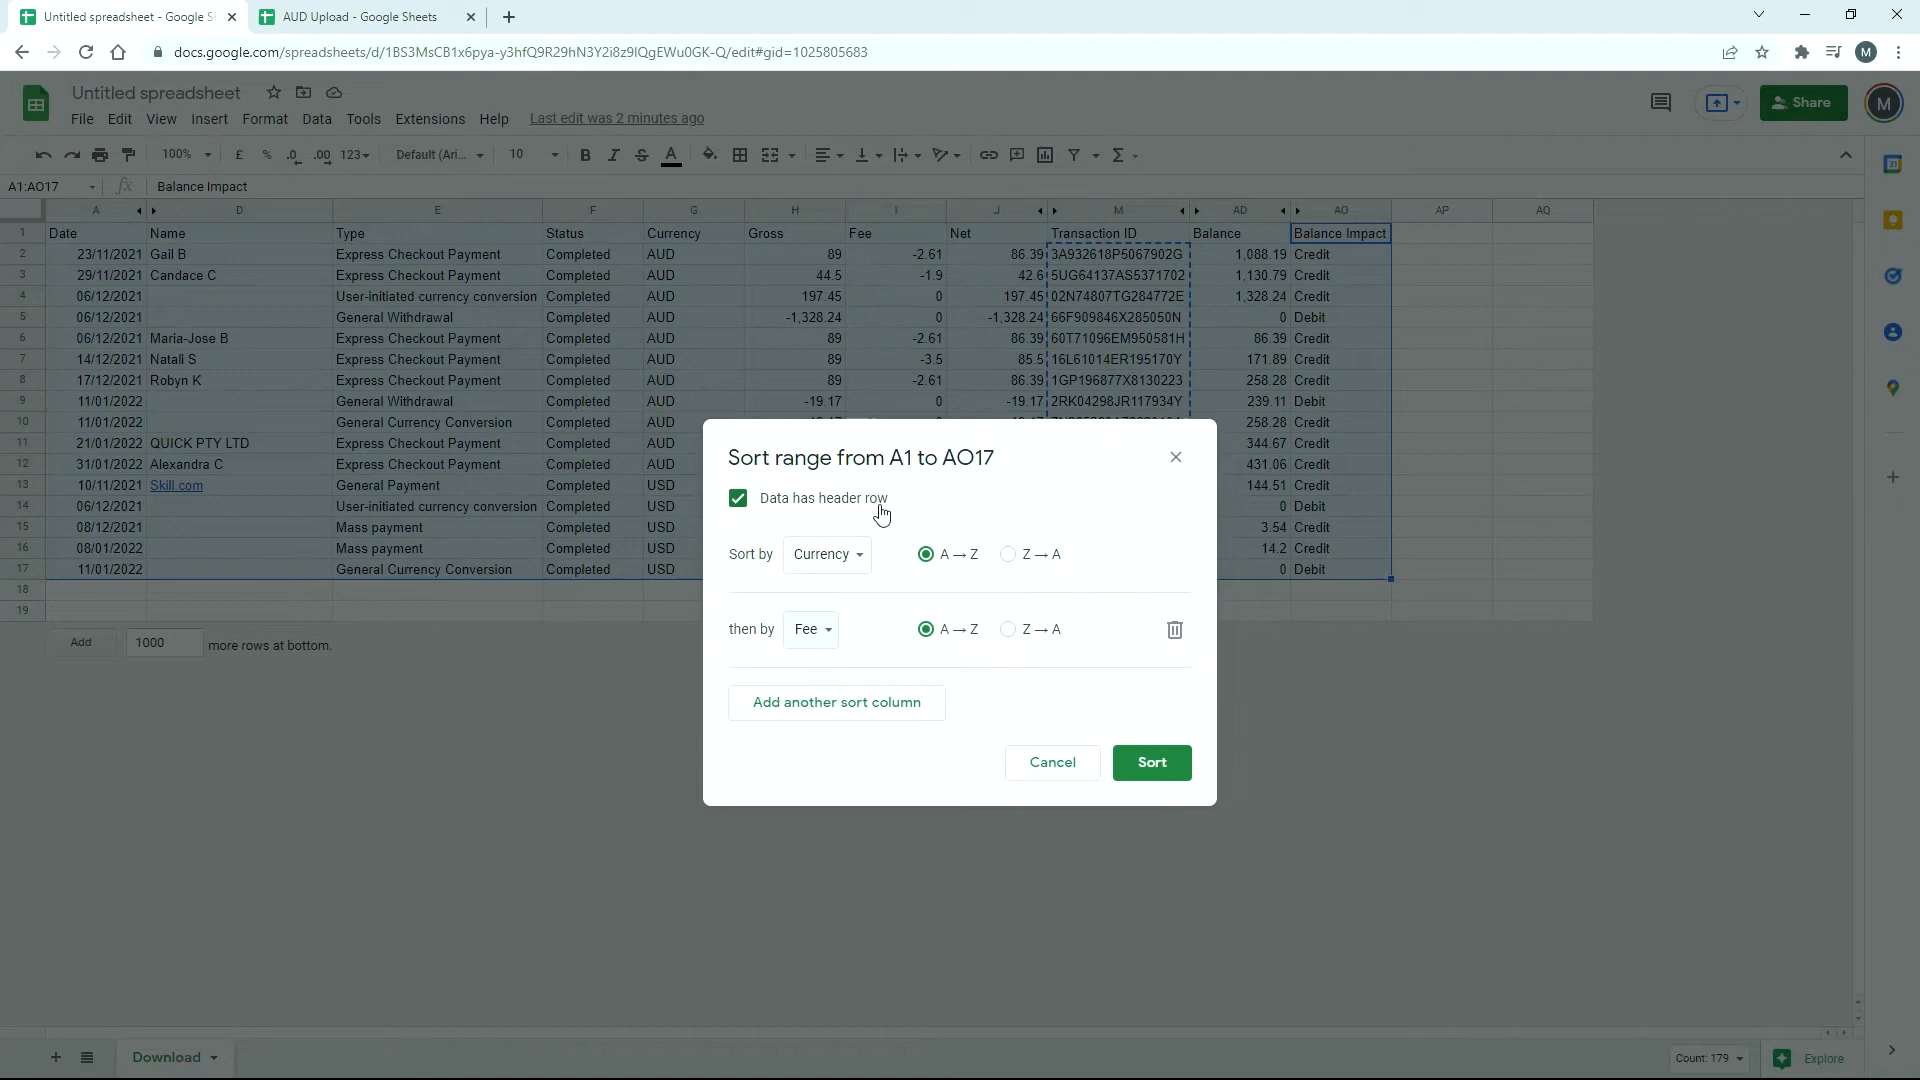 Untitled spreadsheet - Google S
AUD Upload - Google Sheets
docs.google.com/spreadsheets/d/1BS3MsCB1x6pya-y3hfQ9R29hN3Y2i8z9lQgEWu0GK-Q/edit#gid=1025805683
M
Untitled spreadsheet
Share
M
File Edit View Insert Format Data Tools Extensions Help Last edit was 2 minutes ago
100% £ % .0 .00 123 Default (Ari... 10 B I S A
A1:AO17 fx Balance Impact
A D E F G H I J M AD AO AP AQ
1 Date Name Type Status Currency Gross Fee Net Transaction ID Balance Balance Impact
2 23/11/2021 Gail B Express Checkout Payment Completed AUD 89 -2.61 86.39 3A932618P5067902G 1,088.19 Credit
3 29/11/2021 Candace C Express Checkout Payment Completed AUD 44.5 -1.9 42.6 5UG64137AS5371702 1,130.79 Credit
4 06/12/2021 User-initiated currency conversion Completed AUD 197.45 0 197.45 02N74807TG284772E 1,328.24 Credit
5 06/12/2021 General Withdrawal Completed AUD -1,328.24 0 -1,328.24 66F909846X285050N 0 Debit
6 06/12/2021 Maria-Jose B Express Checkout Payment Completed AUD 89 -2.61 86.39 60T71096EM950581H 86.39 Credit
7 14/12/2021 Natali S Express Checkout Payment Completed AUD 89 -3.5 85.5 16L61014ER195170Y 171.89 Credit
8 17/12/2021 Robyn K Express Checkout Payment Completed AUD 89 -2.61 86.39 1GP196877X8130223 258.28 Credit
9 11/01/2022 General Withdrawal Completed AUD -19.17 0 -19.17 2RK04298JR117934Y 239.11 Debit
10 11/01/2022 General Currency Conversion Completed AUD 258.28 Credit
11 21/01/2022 QUICK PTY LTD Express Checkout Payment Completed AUD 344.67 Credit
12 31/01/2022 Alexandra C Express Checkout Payment Completed AUD 431.06 Credit
13 10/11/2021 Skill.com General Payment Completed USD 144.51 Credit
14 06/12/2021 User-initiated currency conversion Completed USD 0 Debit
15 08/12/2021 Mass payment Completed USD 3.54 Credit
16 08/01/2022 Mass payment Completed USD 14.2 Credit
17 11/01/2022 General Currency Conversion Completed USD 0 Debit
18
19
Add 1000 more rows at bottom.
Sort range from A1 to AO17
Data has header row
Sort by Currency A → Z Z → A
then by Fee A → Z Z → A
Add another sort column
Cancel Sort
Download
Count: 179
Explore
31